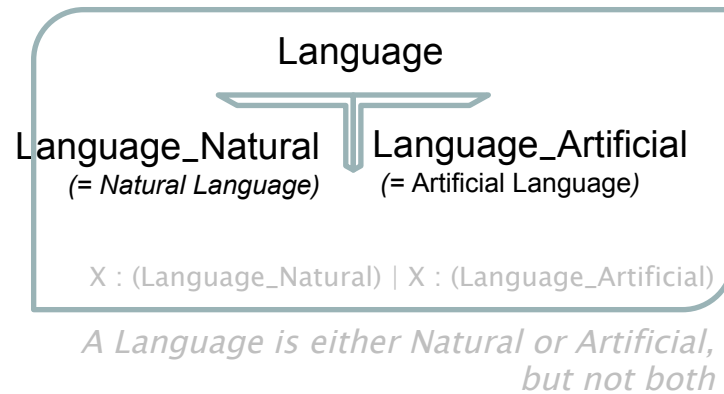 Language
Language_Natural
Language_Artificial
(= Natural Language)
(= Artificial Language)
X : (Language_Natural) | X : (Language_Artificial)
A Language is either Natural or Artificial,
but not both